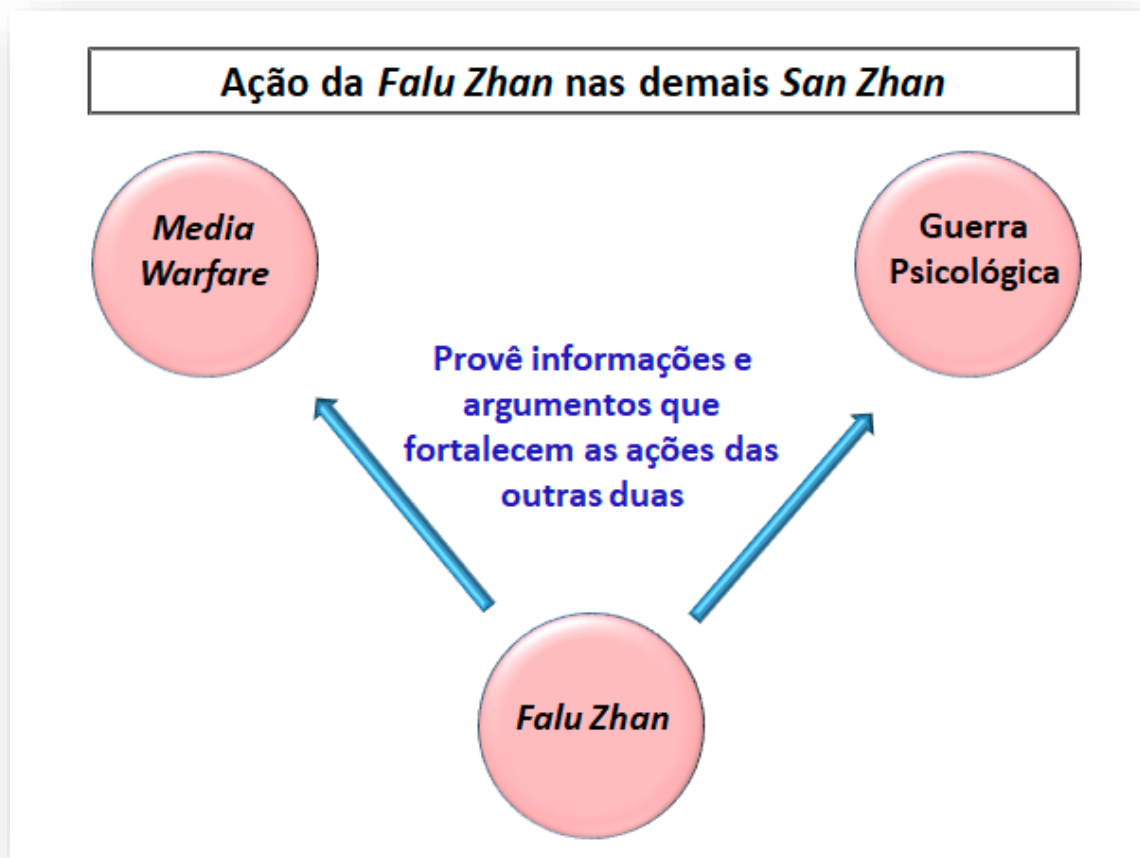 Ação da Falu Zhan nas demais San Zhan
Media
Warfare
Guerra
Psicológica
Provê informações e
argumentos que
fortalecem as ações das
outras duas
Falu Zhan